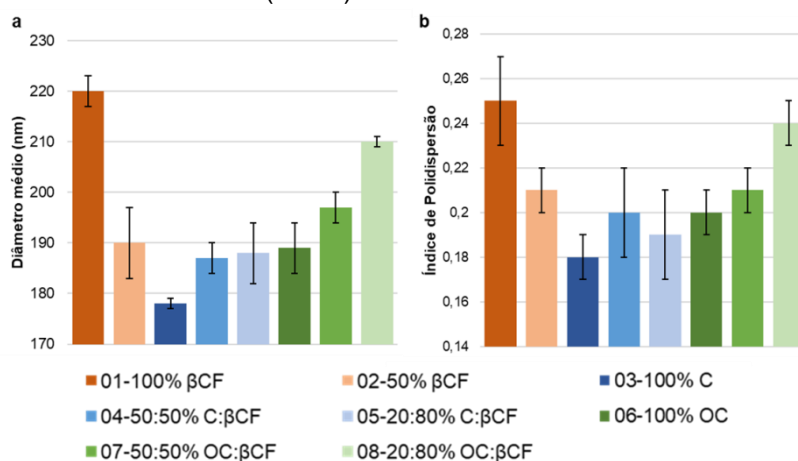 a
230
220
210
200
190
180
170
Diâmetro médio (nm)
b
0,28
0,26
0,24
0,22
0,2
0,18
0,16
0,14
Índice de Polidispersão
01-100% βCF
02-50% βCF
03-100% C
04-50:50% C:βCF
05-20:80% C:βCF
06-100% OC
07-50:50% OC:βCF
08-20:80% OC:βCF